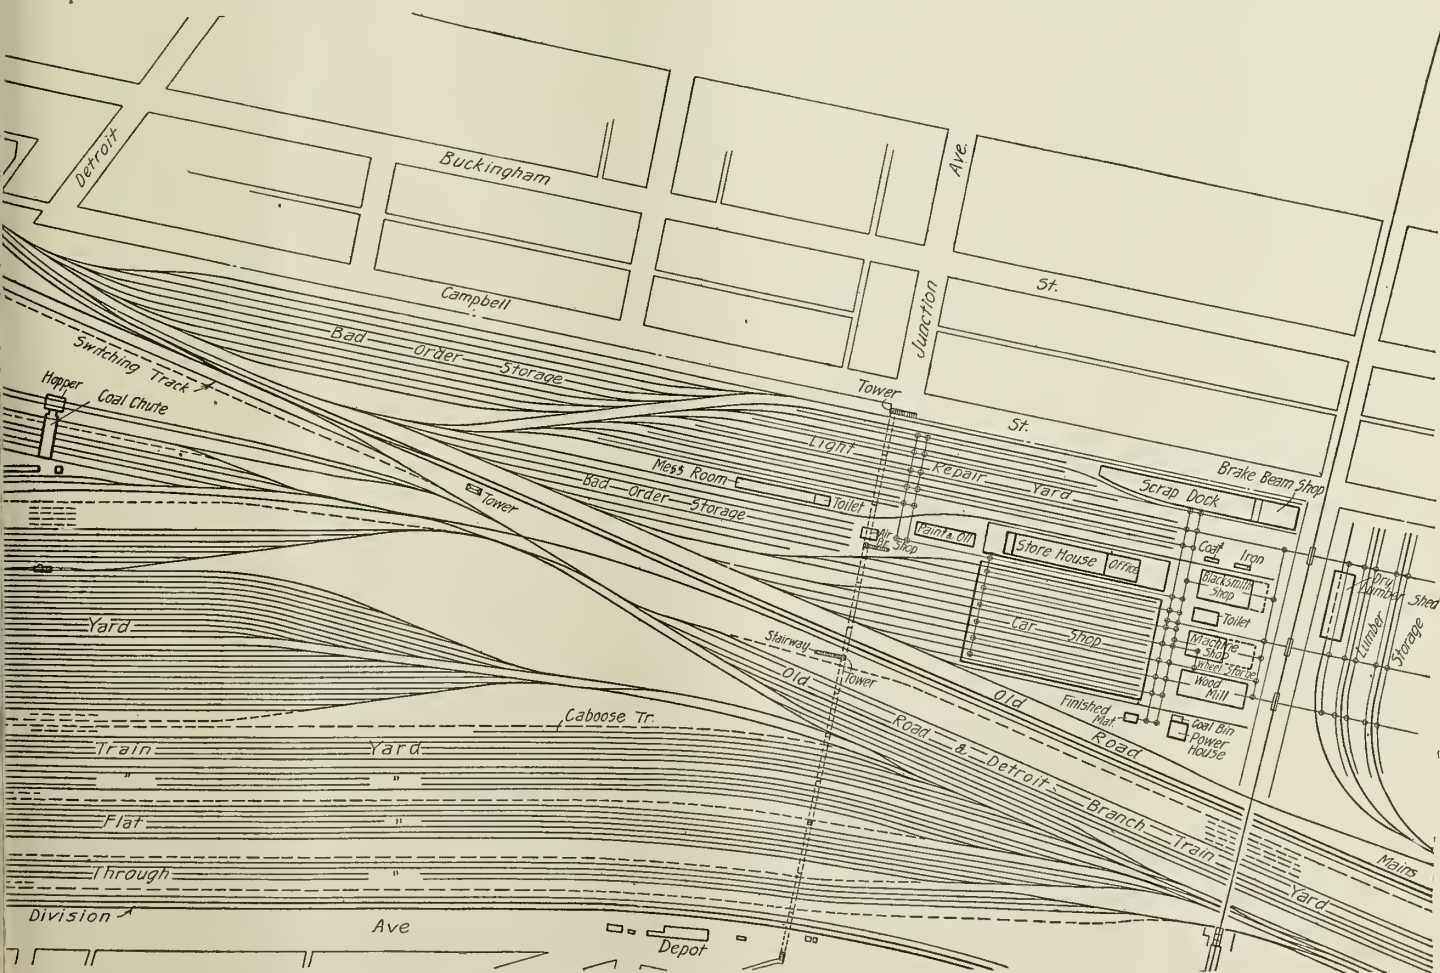 Detroit
Buckingham
Ave.
St.
Campbell
Junction
Switching Track
Bad Order Storage
Hopper
Coal Chute
Tower
St.
Light Repair Yard
Brake Beam Shop
Scrap Dock
Mess Room
Toilet
Bad Order Storage
Tower
Paint & Oil
Store House
Office
Coal
Iron
Blacksmith Shop
Dry Lumber Shed
Toilet
Lumber Storage
Car Shop
Machine Shop
Wheel Storage
Wood Mill
Yard
Stairway
Tower
Finished Mat.
Coal Bin
Power House
Caboose Tr.
Old Road Mains
Old Road & Detroit Branch Train Yard
Train Yard
" "
Flat "
Through "
Division Ave
Depot